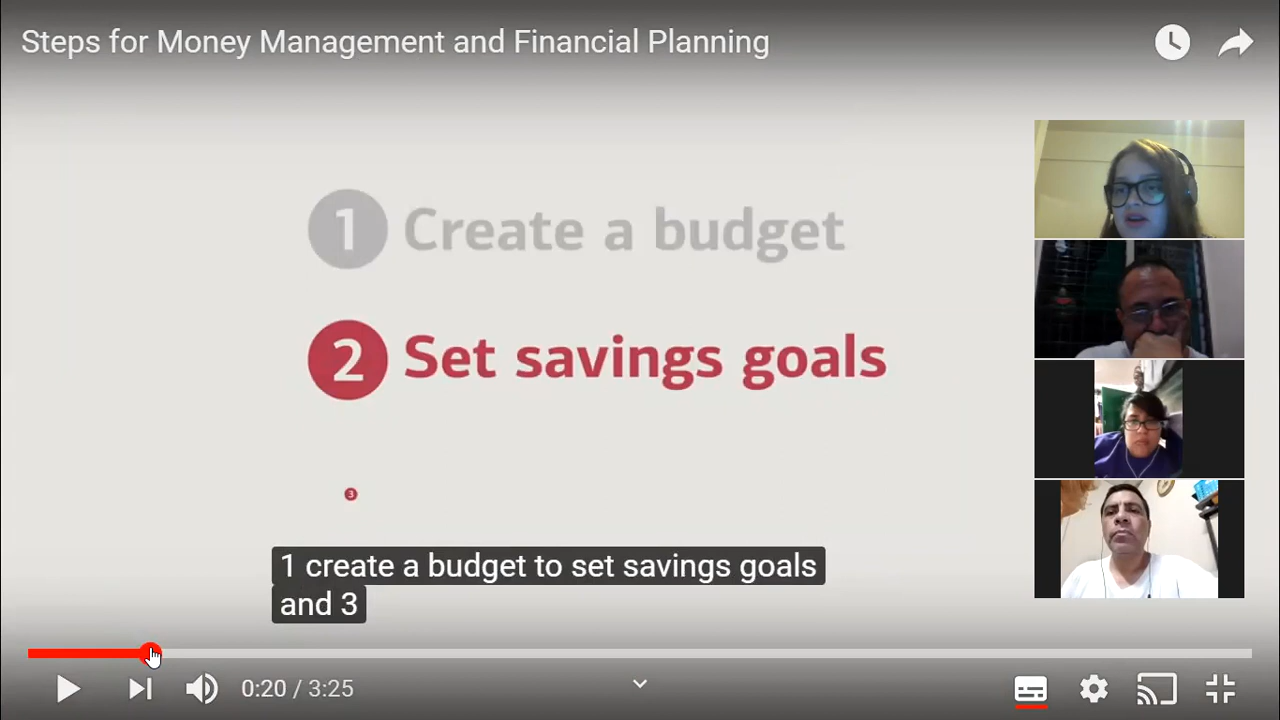 Steps for Money Management and Financial Planning
1 Create a budget
2 Set savings goals
3
1 create a budget to set savings goals
and 3
0:20 / 3:25